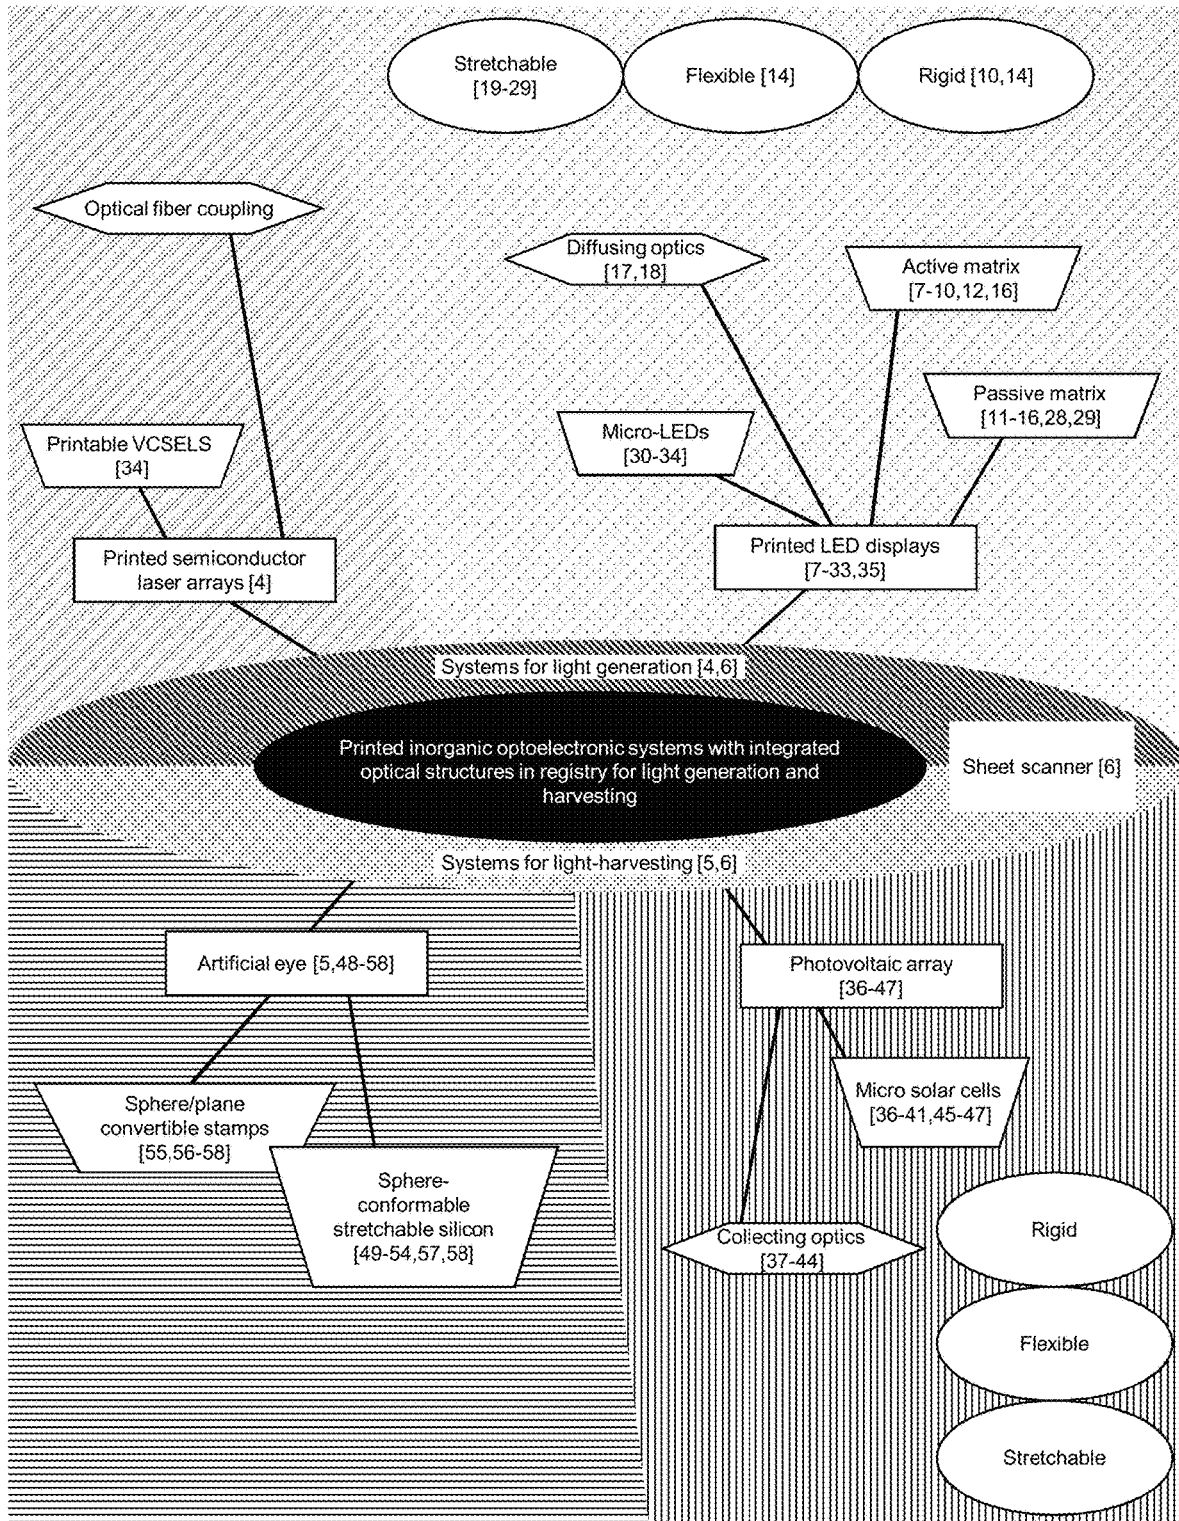 Stretchable
[19-29]
Flexible [14]
Rigid [10,14]
Optical fiber coupling
Diffusing optics
[17,18]
Active matrix
[7-10,12,16]
Passive matrix
[11-16,28,29]
Micro-LEDs
[30-34]
Printable VCSELS
[34]
Printed semiconductor
laser arrays [4]
Printed LED displays
[7-33,35]
Systems for light generation [4,6]
Printed inorganic optoelectronic systems with integrated
optical structures in registry for light generation and
harvesting
Sheet scanner [6]
Systems for light-harvesting [5,6]
Artificial eye [5,48-58]
Photovoltaic array
[36-47]
Micro solar cells
[36-41,45-47]
Sphere/plane
convertible stamps
[55,56-58]
Sphere-
conformable
stretchable silicon
[49-54,57,58]
Collecting optics
[37-44]
Rigid
Flexible
Stretchable